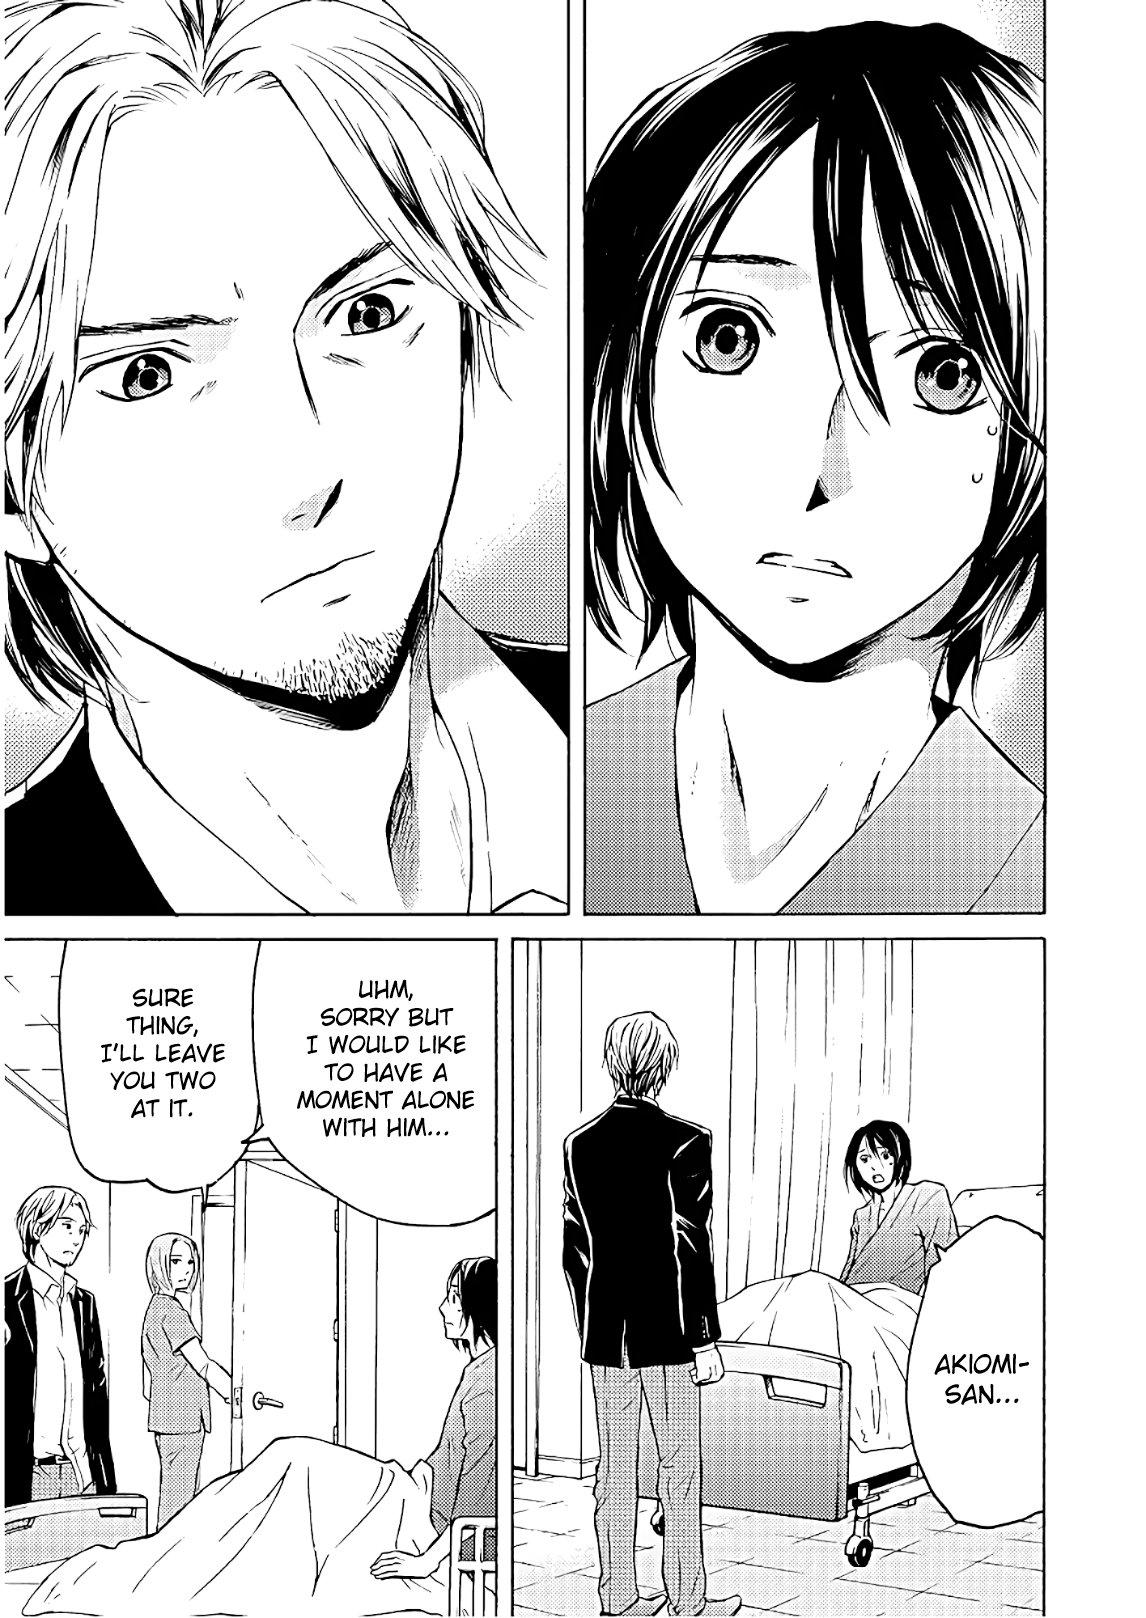 AKIOMI-
SAN...
UHM,
SORRY BUT
I WOULD LIKE
TO HAVE A
MOMENT ALONE
WITH HIM...
SURE
THING,
I'LL LEAVE
YOU TWO
AT IT.